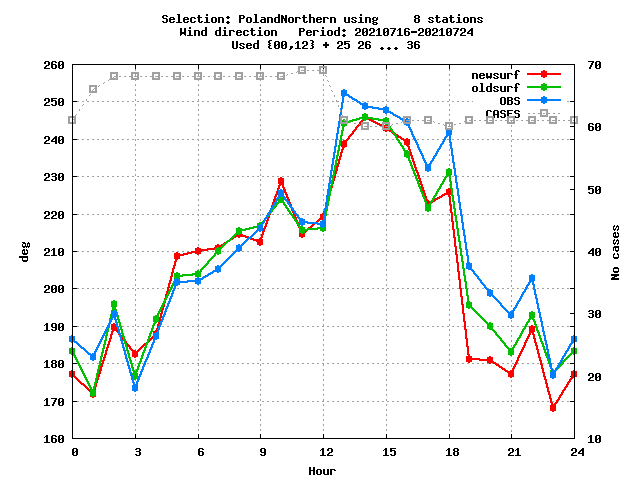 Selection: PolandNorthern using     8 stations
Wind direction   Period: 20210716-20210724
Used {00,12} + 25 26 ... 36
260
250
240
230
220
210
200
190
180
170
160
deg
70
60
50
40
30
20
10
No cases
newsurf
oldsurf
OBS
CASES
0 3 6 9 12 15 18 21 24
Hour